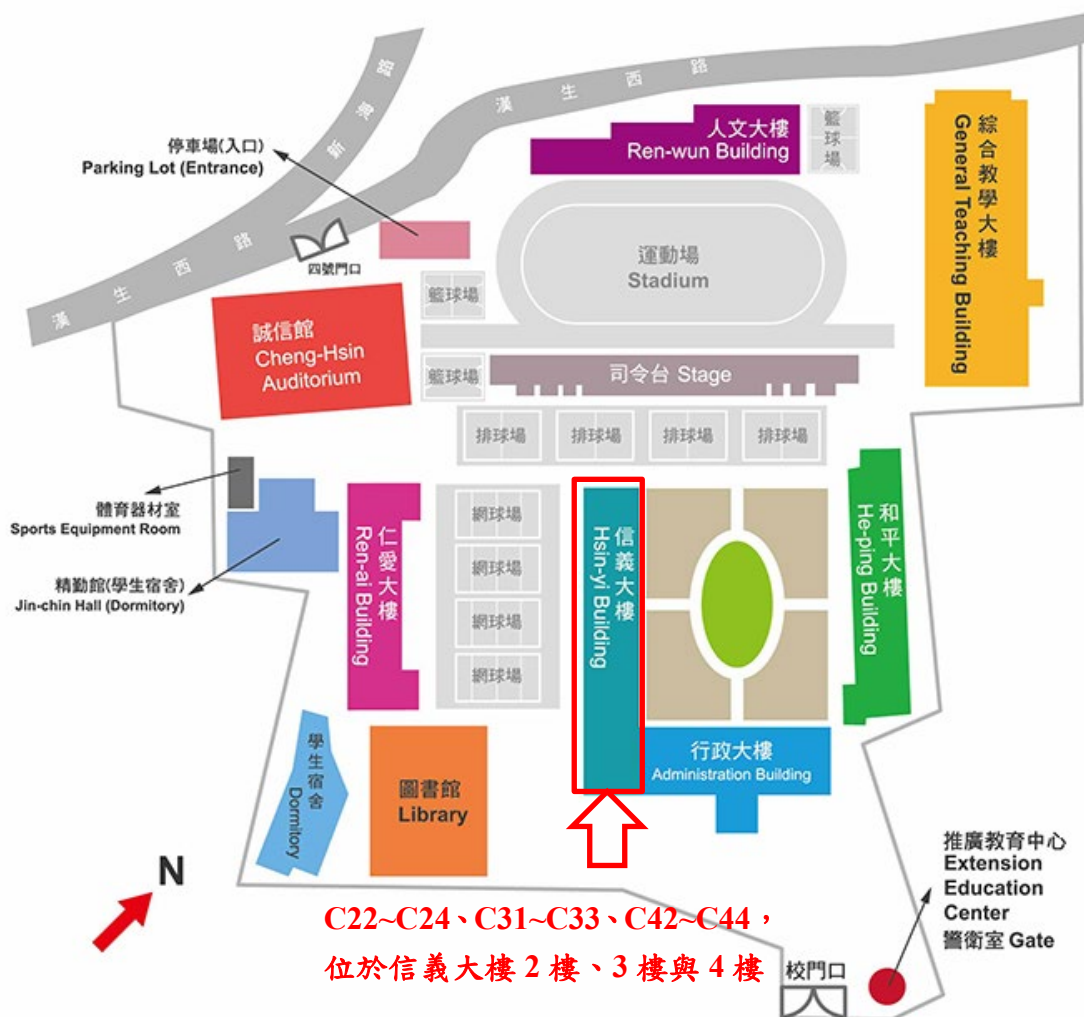 漢生西路
新海路
漢生西路
停車場(入口)
Parking Lot (Entrance)
四號門口
人文大樓
Ren-wun Building
籃球場
綜合教學大樓
General Teaching Building
運動場
Stadium
籃球場
誠信館
Cheng-Hsin
Auditorium
籃球場
司令台 Stage
排球場
排球場
排球場
排球場
體育器材室
Sports Equipment Room
精勤館(學生宿舍)
Jin-chin Hall (Dormitory)
仁愛大樓
Ren-ai Building
網球場
網球場
網球場
網球場
信義大樓
Hsin-yi Building
和平大樓
He-ping Building
學生宿舍
Dormitory
圖書館
Library
行政大樓
Administration Building
N
C22~C24、C31~C33、C42~C44，
位於信義大樓 2 樓、3 樓與 4 樓
推廣教育中心
Extension
Education
Center
警衛室 Gate
校門口